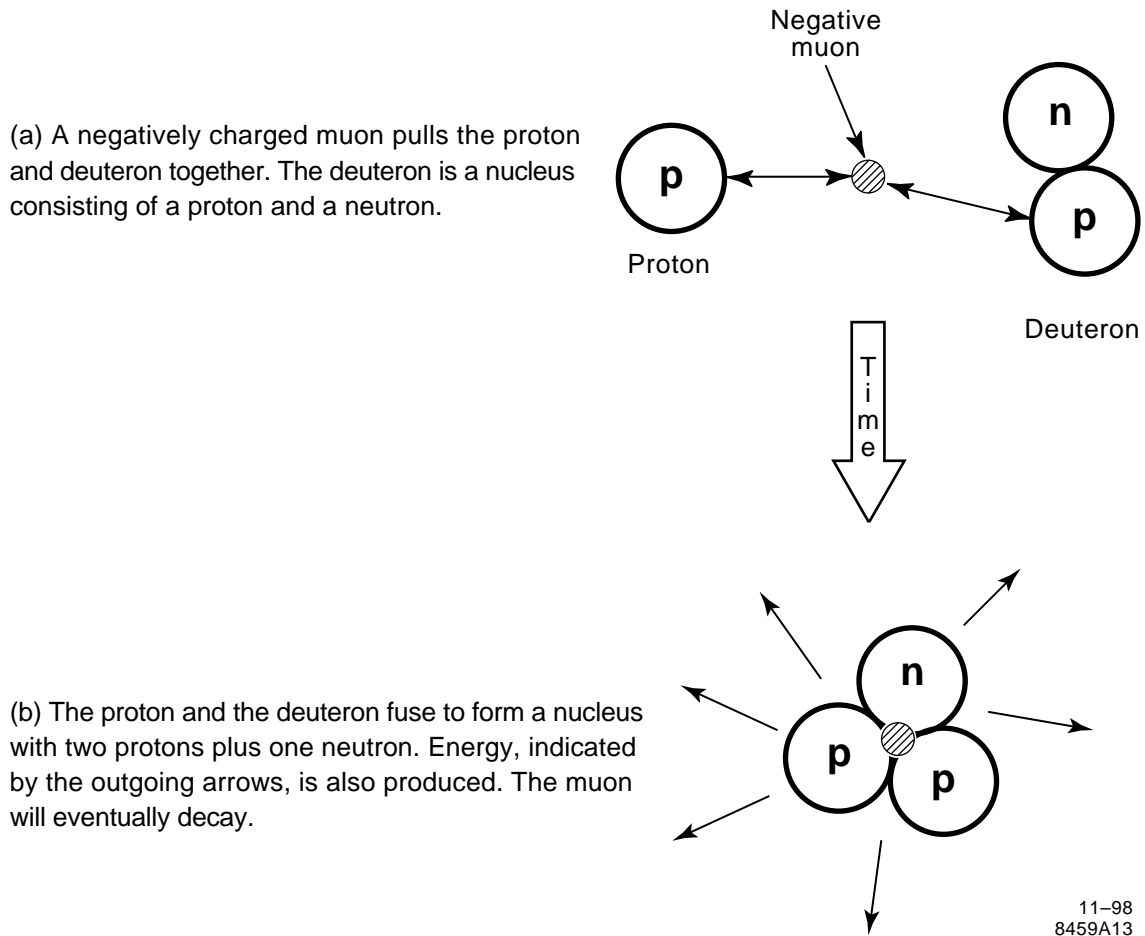 Negative
muon
(a) A negatively charged muon pulls the proton
and deuteron together. The deuteron is a nucleus
consisting of a proton and a neutron.
p
n
p
Proton
Deuteron
Time
(b) The proton and the deuteron fuse to form a nucleus
with two protons plus one neutron. Energy, indicated
by the outgoing arrows, is also produced. The muon
will eventually decay.
n
p
p
11–98
8459A13